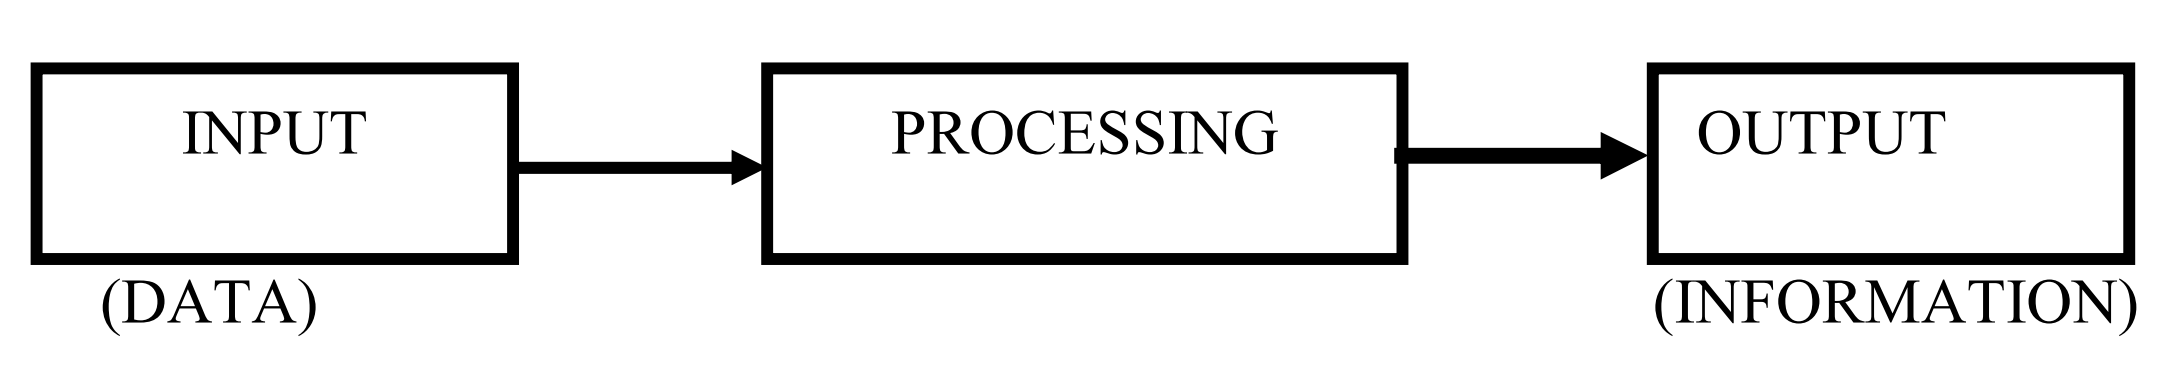 INPUT PROCESSING OUTPUT
(DATA) (INFORMATION)